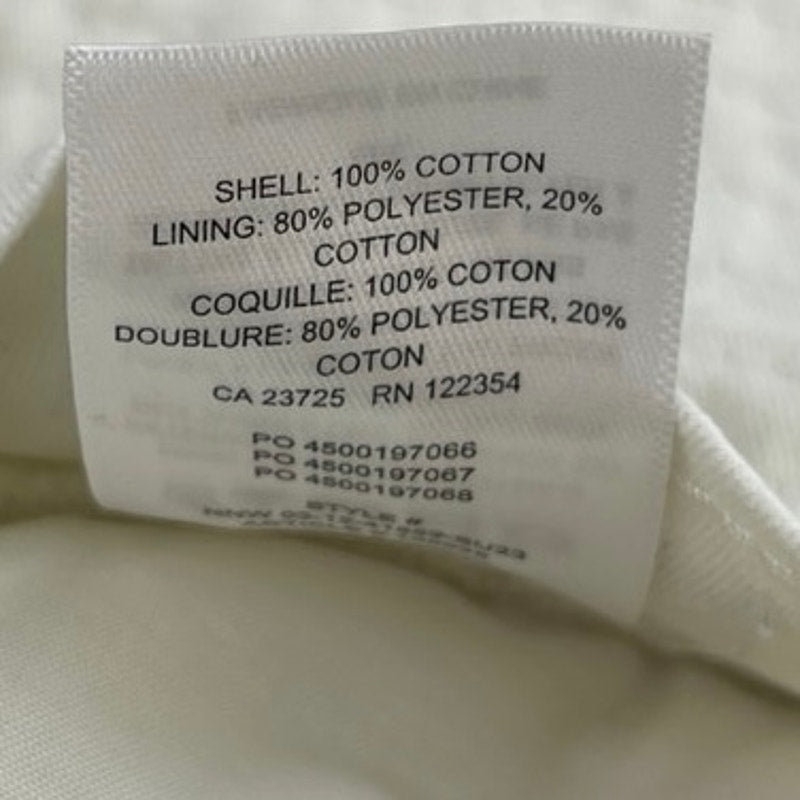 SHELL: 100% COTTON
LINING: 80% POLYESTER, 20%
COTTON
COQUILLE: 100% COTON
DOUBLURE: 80% POLYESTER, 20%
COTON
CA 23725 RN 122354
PO 4500197066
PO 4500197067
PO 4500197068
STYLE #